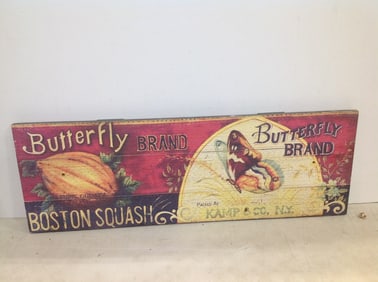 Butterfly BRAND
BOSTON SQUASH
BUTTERFLY
BRAND
Packed By
KAMP & CO. N.Y.